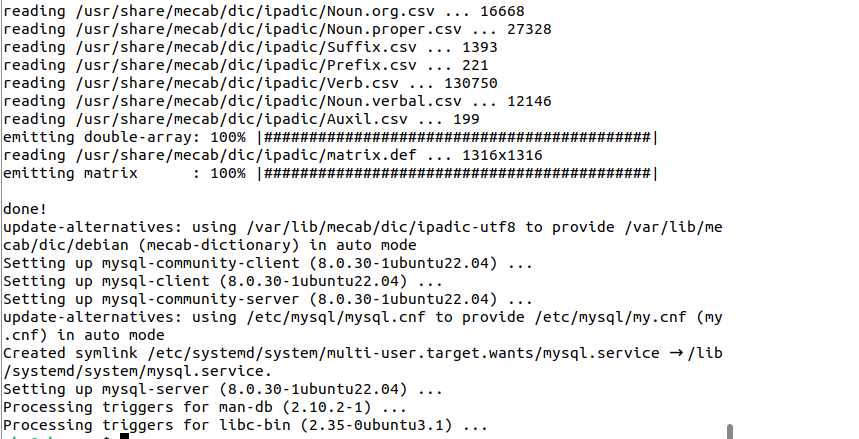 reading /usr/share/mecab/dic/ipadic/Noun.org.csv ... 16668
reading /usr/share/mecab/dic/ipadic/Noun.proper.csv ... 27328
reading /usr/share/mecab/dic/ipadic/Suffix.csv ... 1393
reading /usr/share/mecab/dic/ipadic/Prefix.csv ... 221
reading /usr/share/mecab/dic/ipadic/Verb.csv ... 130750
reading /usr/share/mecab/dic/ipadic/Noun.verbal.csv ... 12146
reading /usr/share/mecab/dic/ipadic/Auxil.csv ... 199
emitting double-array: 100% |###########################################|
reading /usr/share/mecab/dic/ipadic/matrix.def ... 1316x1316
emitting matrix      : 100% |###########################################|

done!
update-alternatives: using /var/lib/mecab/dic/ipadic-utf8 to provide /var/lib/me
cab/dic/debian (mecab-dictionary) in auto mode
Setting up mysql-community-client (8.0.30-1ubuntu22.04) ...
Setting up mysql-client (8.0.30-1ubuntu22.04) ...
Setting up mysql-community-server (8.0.30-1ubuntu22.04) ...
update-alternatives: using /etc/mysql/mysql.cnf to provide /etc/mysql/my.cnf (my
.cnf) in auto mode
Created symlink /etc/systemd/system/multi-user.target.wants/mysql.service → /lib
/systemd/system/mysql.service.
Setting up mysql-server (8.0.30-1ubuntu22.04) ...
Processing triggers for man-db (2.10.2-1) ...
Processing triggers for libc-bin (2.35-0ubuntu3.1) ...